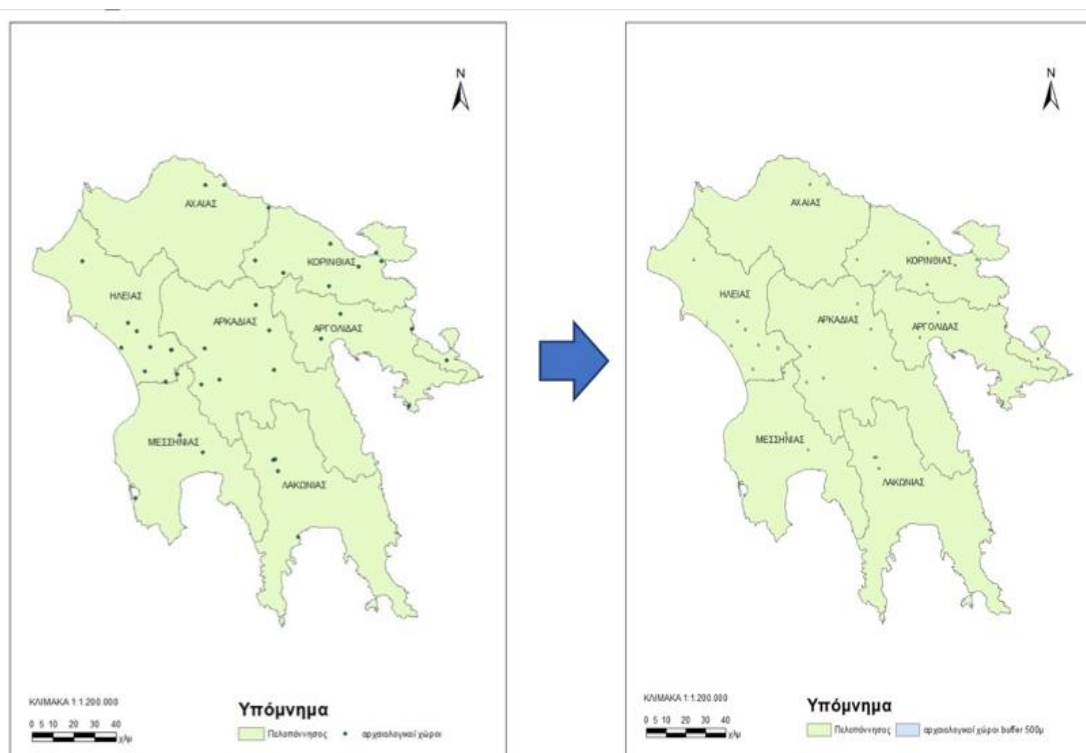 N
ΑΧΑΙΑΣ
ΚΟΡΙΝΘΙΑΣ
ΗΛΕΙΑΣ
ΑΡΚΑΔΙΑΣ
ΑΡΓΟΛΙΔΑΣ
ΜΕΣΣΗΝΙΑΣ
ΛΑΚΩΝΙΑΣ
ΚΛΙΜΑΚΑ 1:1.200.000
0 5 10 20 30 40
χλμ
Υπόμνημα
Πελοπόννησος
αρχαιολογικοί χώροι
N
ΑΧΑΙΑΣ
ΚΟΡΙΝΘΙΑΣ
ΗΛΕΙΑΣ
ΑΡΚΑΔΙΑΣ
ΑΡΓΟΛΙΔΑΣ
ΜΕΣΣΗΝΙΑΣ
ΛΑΚΩΝΙΑΣ
ΚΛΙΜΑΚΑ 1:1.200.000
0 5 10 20 30 40
χλμ
Υπόμνημα
Πελοπόννησος
αρχαιολογικοί χώροι buffer 500μ